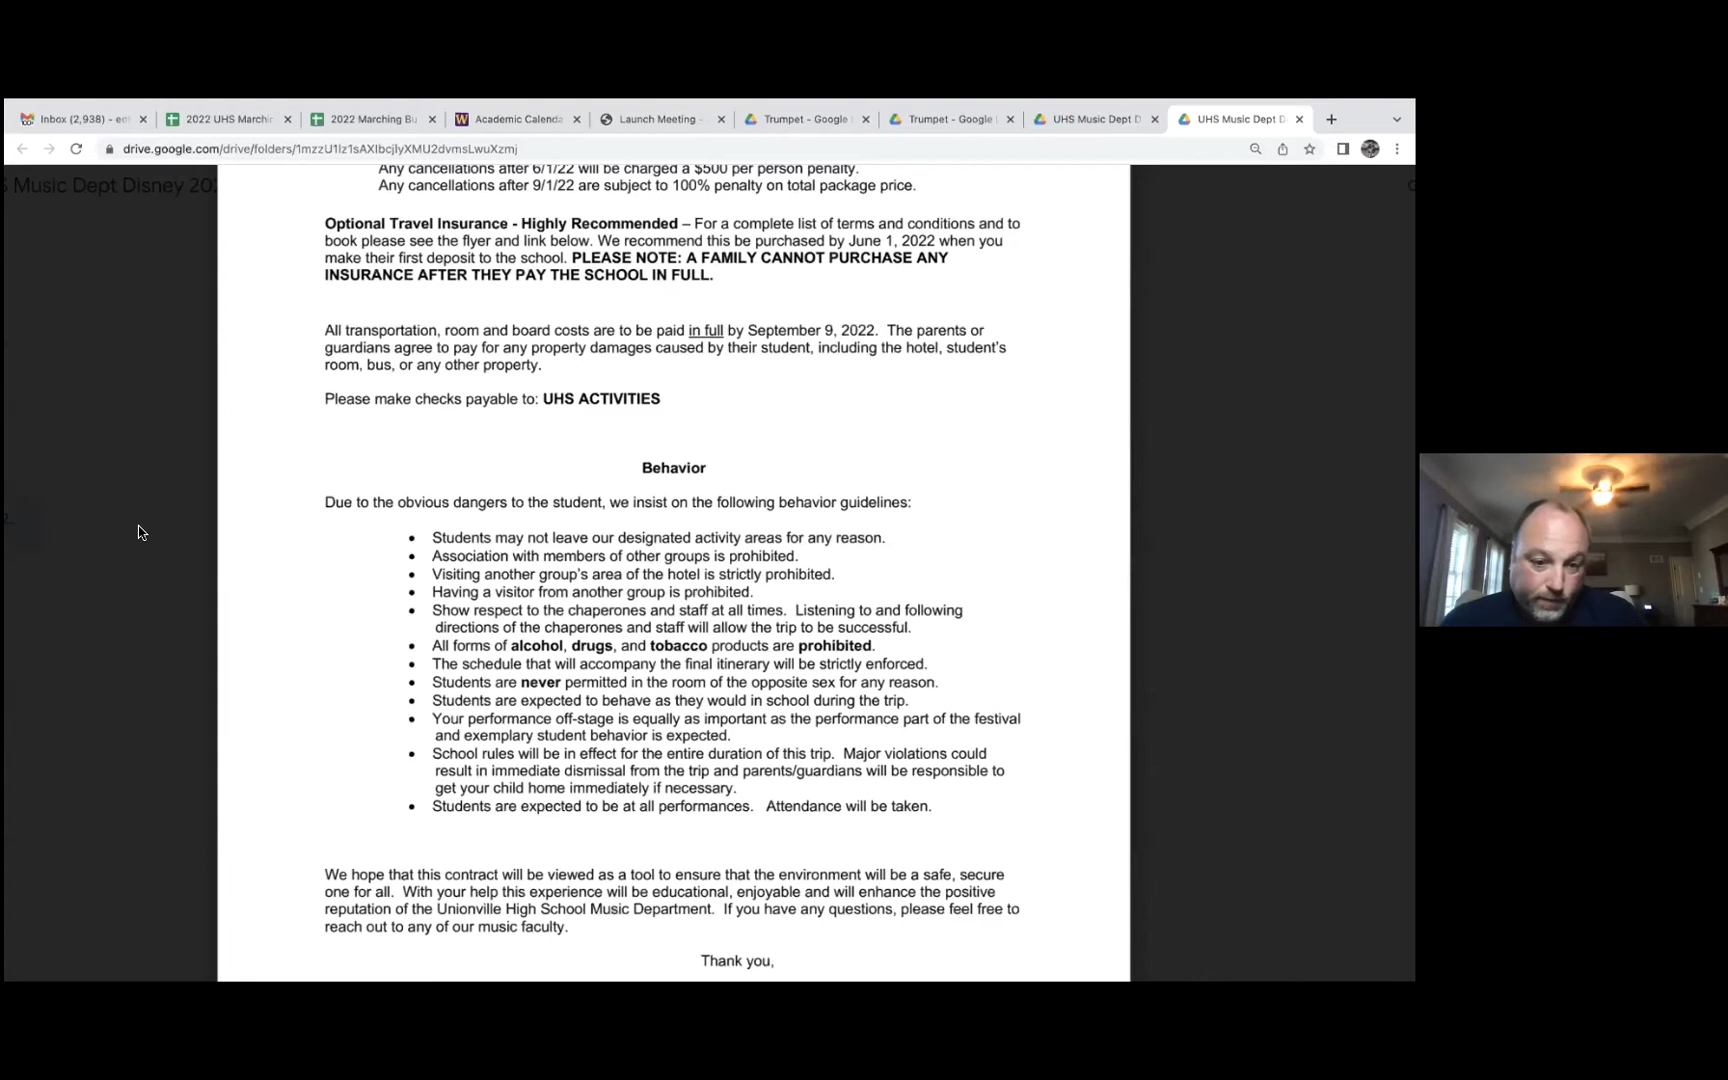 Inbox (2,938) - eo
2022 UHS Marchin
2022 Marching Bu
Academic Calenda
Launch Meeting -
Trumpet - Google
Trumpet - Google
UHS Music Dept D
UHS Music Dept D
drive.google.com/drive/folders/1mzzU1Iz1sAXIbcjlyXMU2dvmsLwuXzmj
S Music Dept Disney 202
Any cancellations after 6/1/22 will be charged a $500 per person penalty.
Any cancellations after 9/1/22 are subject to 100% penalty on total package price.
Optional Travel Insurance - Highly Recommended – For a complete list of terms and conditions and to
book please see the flyer and link below. We recommend this be purchased by June 1, 2022 when you
make their first deposit to the school. PLEASE NOTE: A FAMILY CANNOT PURCHASE ANY
INSURANCE AFTER THEY PAY THE SCHOOL IN FULL.
All transportation, room and board costs are to be paid in full by September 9, 2022. The parents or
guardians agree to pay for any property damages caused by their student, including the hotel, student's
room, bus, or any other property.
Please make checks payable to: UHS ACTIVITIES
Behavior
Due to the obvious dangers to the student, we insist on the following behavior guidelines:
• Students may not leave our designated activity areas for any reason.
• Association with members of other groups is prohibited.
• Visiting another group's area of the hotel is strictly prohibited.
• Having a visitor from another group is prohibited.
• Show respect to the chaperones and staff at all times. Listening to and following
directions of the chaperones and staff will allow the trip to be successful.
• All forms of alcohol, drugs, and tobacco products are prohibited.
• The schedule that will accompany the final itinerary will be strictly enforced.
• Students are never permitted in the room of the opposite sex for any reason.
• Students are expected to behave as they would in school during the trip.
• Your performance off-stage is equally as important as the performance part of the festival
and exemplary student behavior is expected.
• School rules will be in effect for the entire duration of this trip. Major violations could
result in immediate dismissal from the trip and parents/guardians will be responsible to
get your child home immediately if necessary.
• Students are expected to be at all performances. Attendance will be taken.
We hope that this contract will be viewed as a tool to ensure that the environment will be a safe, secure
one for all. With your help this experience will be educational, enjoyable and will enhance the positive
reputation of the Unionville High School Music Department. If you have any questions, please feel free to
reach out to any of our music faculty.
Thank you,